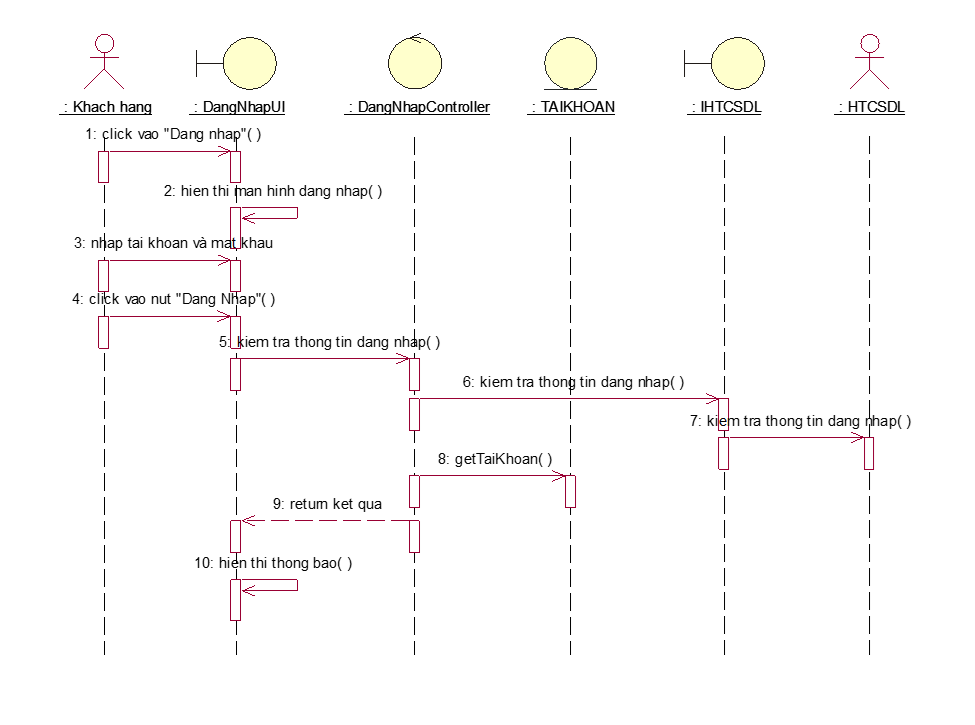 : Khach hang
: DangNhapUI
: DangNhapController
: TAIKHOAN
: IHTCSDL
: HTCSDL
1: click vao "Dang nhap"( )
2: hien thi man hinh dang nhap( )
3: nhap tai khoan và mat khau
4: click vao nut "Dang Nhap"( )
5: kiem tra thong tin dang nhap( )
6: kiem tra thong tin dang nhap( )
7: kiem tra thong tin dang nhap( )
8: getTaiKhoan( )
9: return ket qua
10: hien thi thong bao( )